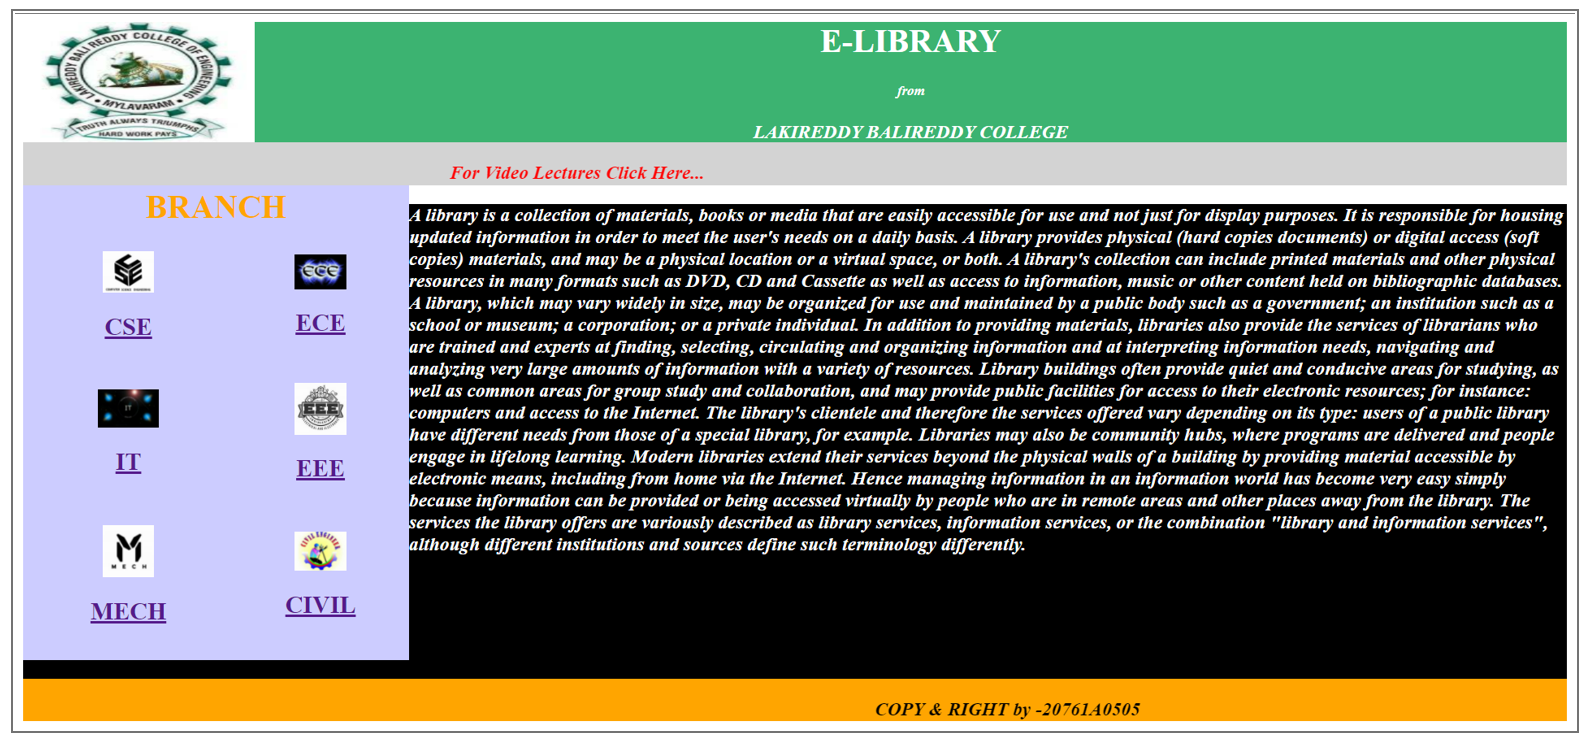 LAKIREDDY BALI REDDY COLLEGE OF ENGINEERING
• MYLAVARAM •
TRUTH ALWAYS TRIUMPHS
HARD WORK PAYS
E-LIBRARY
from
LAKIREDDY BALIREDDY COLLEGE
For Video Lectures Click Here...
BRANCH
CSE
ECE
ECE
CSE
IT
EEE
IT
EEE
M
MECH
MECH
CIVIL
A library is a collection of materials, books or media that are easily accessible for use and not just for display purposes. It is responsible for housing
updated information in order to meet the user's needs on a daily basis. A library provides physical (hard copies documents) or digital access (soft
copies) materials, and may be a physical location or a virtual space, or both. A library's collection can include printed materials and other physical
resources in many formats such as DVD, CD and Cassette as well as access to information, music or other content held on bibliographic databases.
A library, which may vary widely in size, may be organized for use and maintained by a public body such as a government; an institution such as a
school or museum; a corporation; or a private individual. In addition to providing materials, libraries also provide the services of librarians who
are trained and experts at finding, selecting, circulating and organizing information and at interpreting information needs, navigating and
analyzing very large amounts of information with a variety of resources. Library buildings often provide quiet and conducive areas for studying, as
well as common areas for group study and collaboration, and may provide public facilities for access to their electronic resources; for instance:
computers and access to the Internet. The library's clientele and therefore the services offered vary depending on its type: users of a public library
have different needs from those of a special library, for example. Libraries may also be community hubs, where programs are delivered and people
engage in lifelong learning. Modern libraries extend their services beyond the physical walls of a building by providing material accessible by
electronic means, including from home via the Internet. Hence managing information in an information world has become very easy simply
because information can be provided or being accessed virtually by people who are in remote areas and other places away from the library. The
services the library offers are variously described as library services, information services, or the combination "library and information services",
although different institutions and sources define such terminology differently.
COPY & RIGHT by -20761A0505